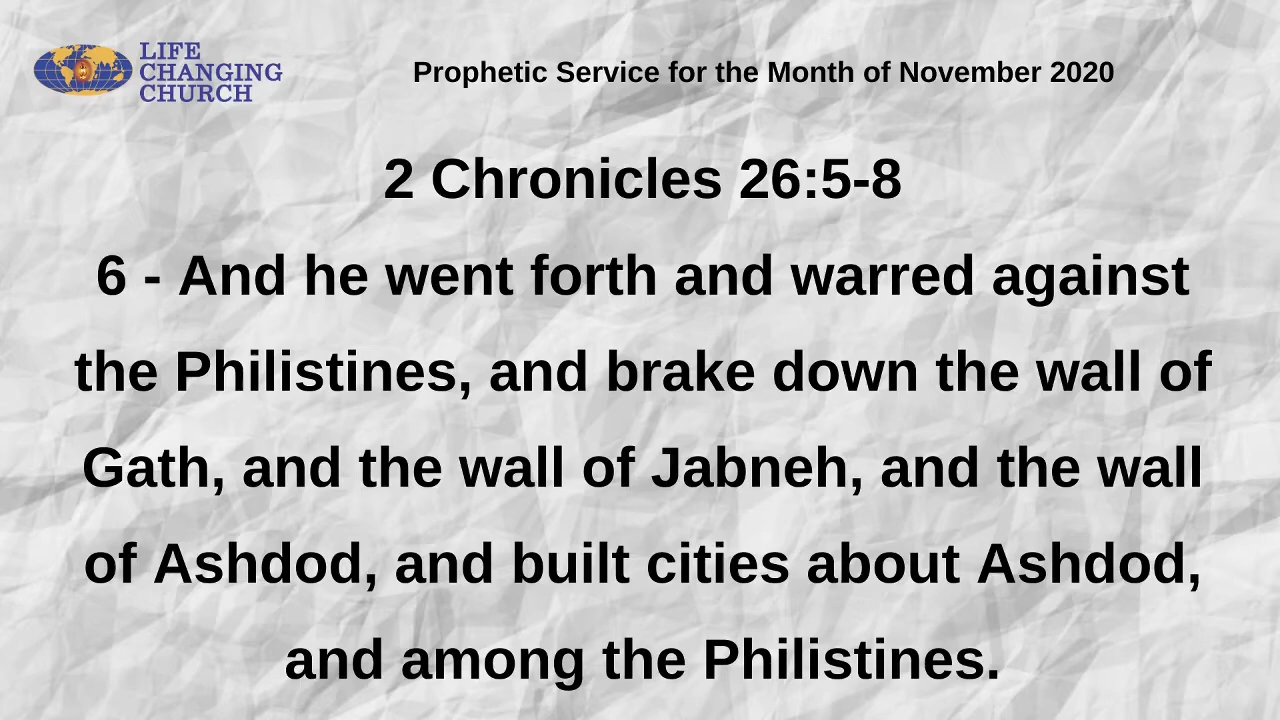 LIFE
CHANGING
CHURCH
Prophetic Service for the Month of November 2020
2 Chronicles 26:5-8
6 - And he went forth and warred against
the Philistines, and brake down the wall of
Gath, and the wall of Jabneh, and the wall
of Ashdod, and built cities about Ashdod,
and among the Philistines.